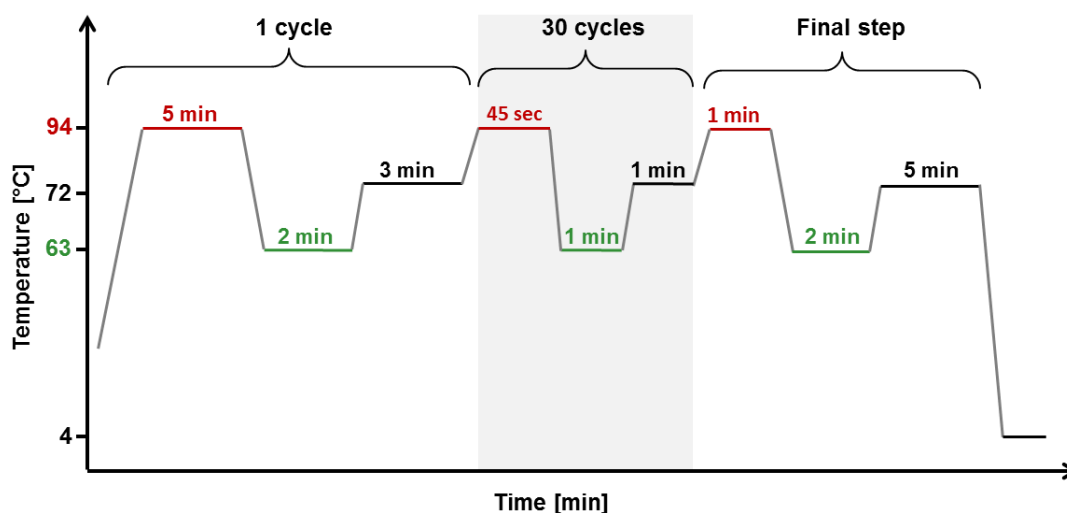 1 cycle
30 cycles
Final step
94
5 min
45 sec
1 min
3 min
1 min
5 min
72
63
2 min
1 min
2 min
4
Temperature [°C]
Time [min]